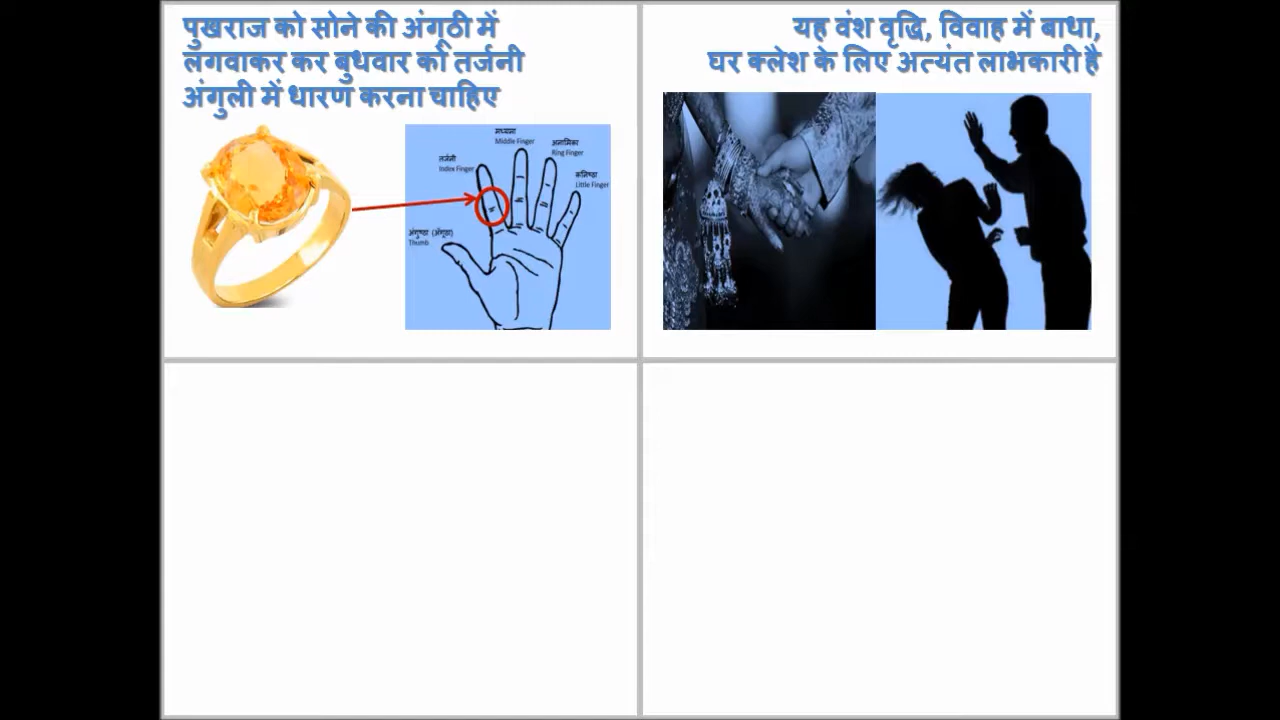 पुखराज को सोने की अंगूठी में
लगवाकर कर बुधवार को तर्जनी
अंगुली में धारण करना चाहिए
मध्यमा
Middle Finger
अनामिका
Ring Finger
तर्जनी
Index Finger
कनिष्ठा
Little Finger
अंगुष्ठा (अंगूठा)
Thumb
यह वंश वृद्धि, विवाह में बाधा,
घर क्लेश के लिए अत्यंत लाभकारी है